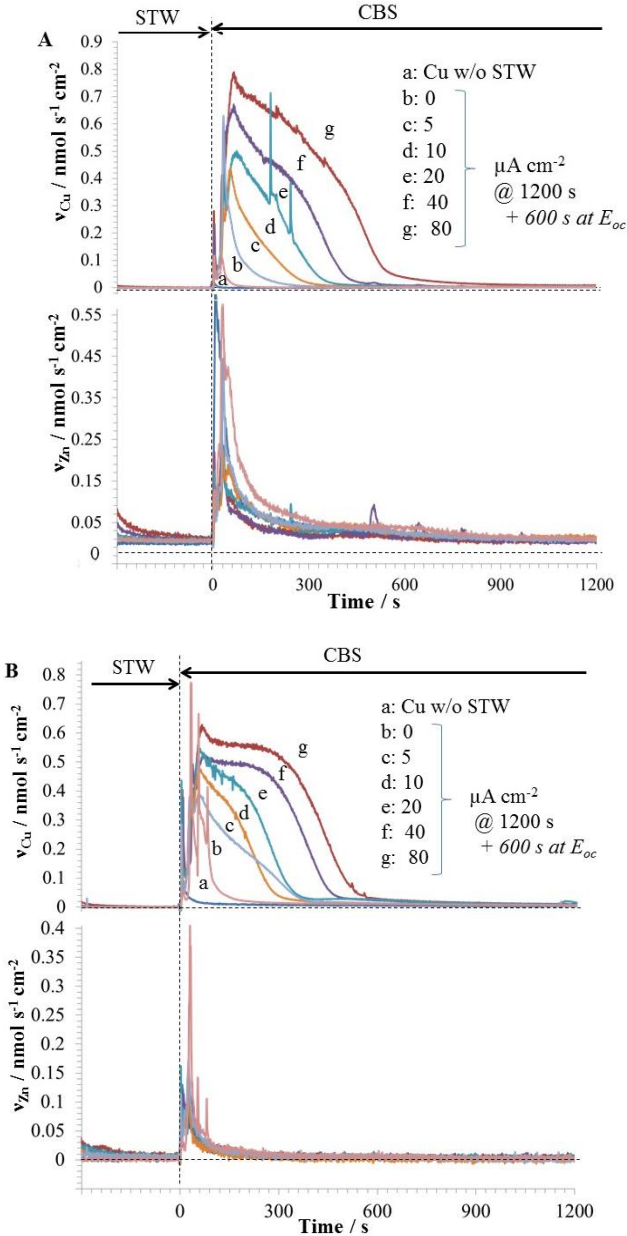 STW CBS
A
0.9
0.8
0.7
0.6
0.5
0.4
0.3
0.2
0.1
0
νCu / nmol s-1 cm-2
a: Cu w/o STW
b: 0
c: 5
d: 10
e: 20
f: 40
g: 80
µA cm-2
@ 1200 s
+ 600 s at Eoc
g
f
e
d
c
b
a
0.55
0.45
0.35
0.25
0.15
0.05
0
νZn / nmol s-1 cm-2
0 300 600 900 1200
Time / s
B
STW CBS
0.8
0.7
0.6
0.5
0.4
0.3
0.2
0.1
0
νCu / nmol s-1 cm-2
a: Cu w/o STW
b: 0
c: 5
d: 10
e: 20
f: 40
g: 80
µA cm-2
@ 1200 s
+ 600 s at Eoc
g
f
e
d
c
b
a
0.4
0.35
0.3
0.25
0.2
0.15
0.1
0.05
0
νZn / nmol s-1 cm-2
0 300 600 900 1200
Time / s